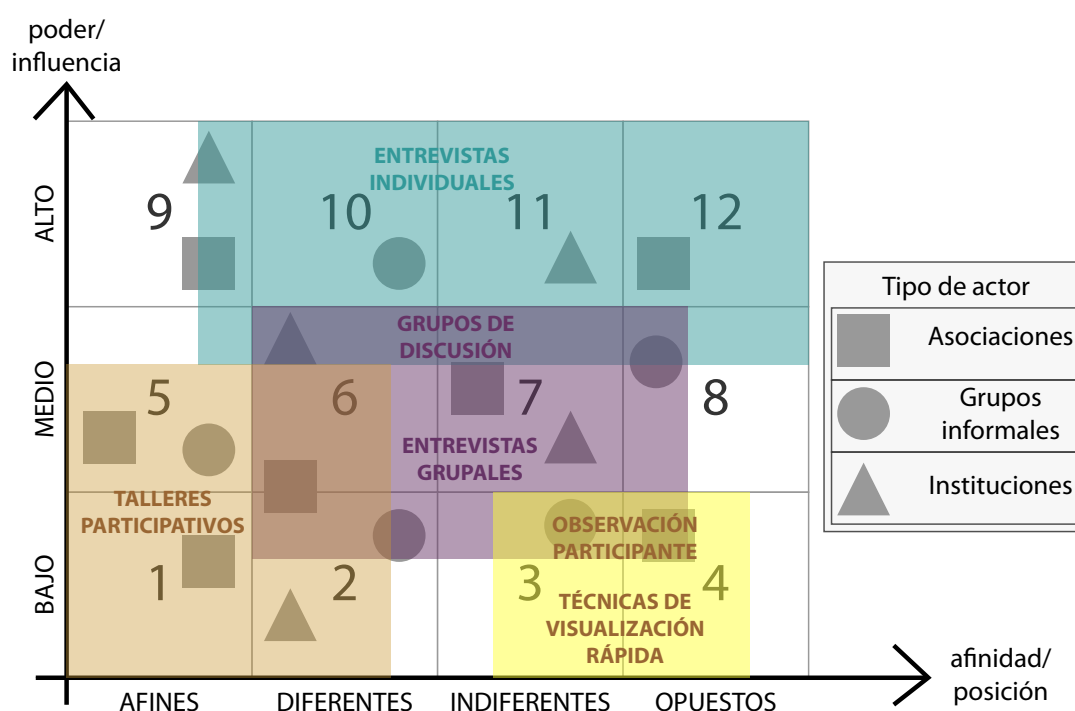 poder/
influencia
ALTO
MEDIO
BAJO
ENTREVISTAS
INDIVIDUALES
9
10
11
12
GRUPOS DE
DISCUSIÓN
5
6
7
8
ENTREVISTAS
GRUPALES
TALLERES
PARTICIPATIVOS
OBSERVACIÓN
PARTICIPANTE
1
2
3
4
TÉCNICAS DE
VISUALIZACIÓN
RÁPIDA
AFINES
DIFERENTES
INDIFERENTES
OPUESTOS
afinidad/
posición
Tipo de actor
Asociaciones
Grupos
informales
Instituciones